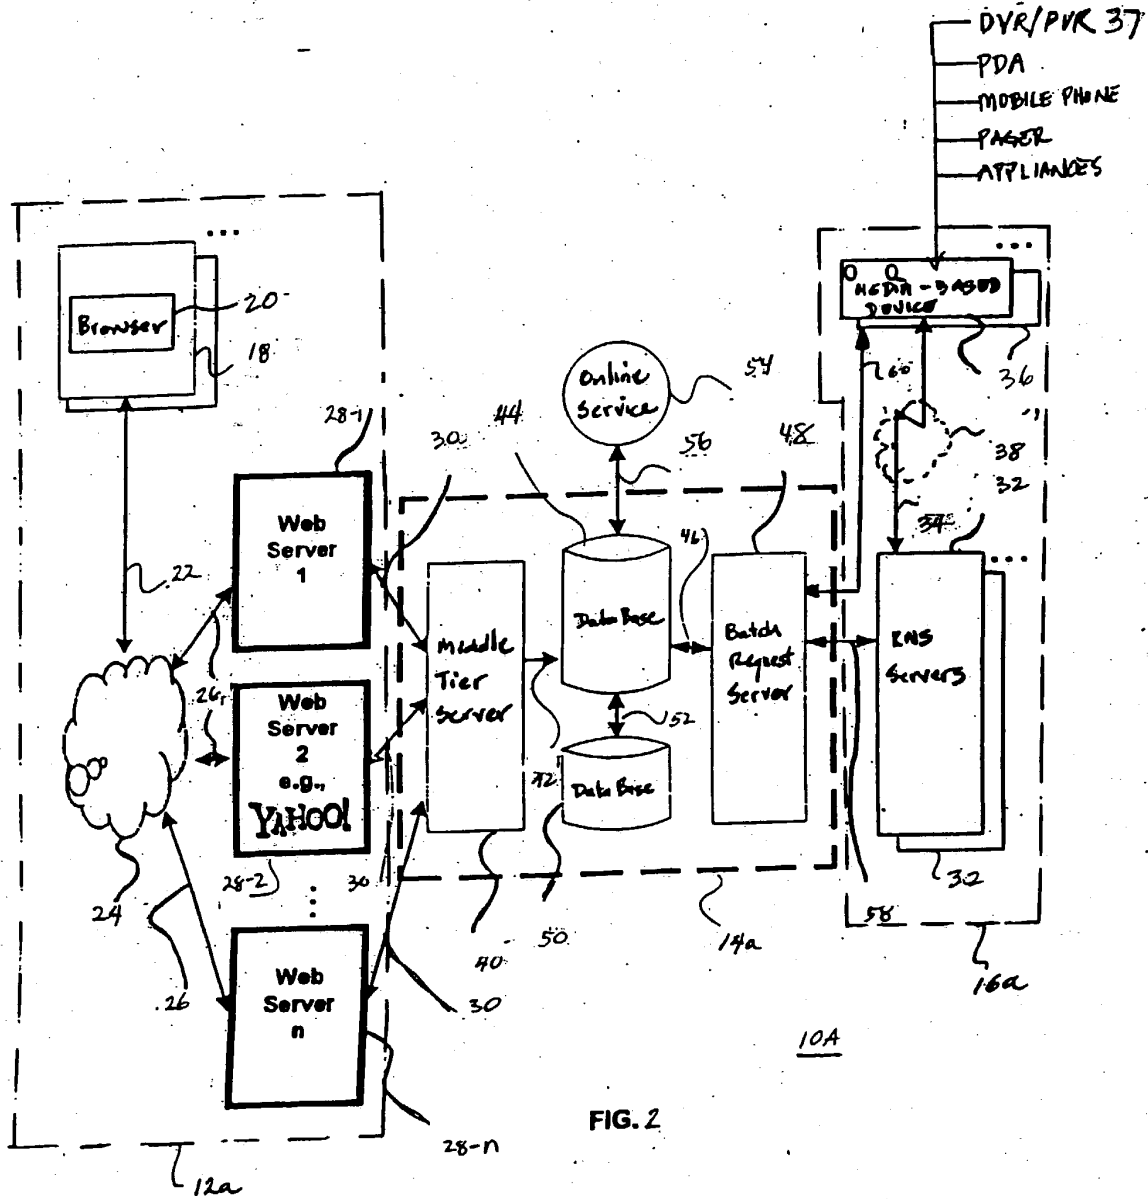 DVR/PVR 37
PDA
MOBILE PHONE
PAGER
APPLIANCES
...
Browser
20
18
22
24
26
26
26
28-1
Web
Server
1
Web
Server
2
e.g.,
YAHOO!
28-2
Web
Server
n
28-n
12a
30
30
30
44
Online
Service
54
56
Middle
Tier
Server
40
42
Data Base
52
Data Base
50
46
48
Batch
Request
Server
14a
...
MEDIA-BASED
DEVICE
36
60
38
32
34
...
ENS
Servers
32
58
16a
10A
FIG. 2